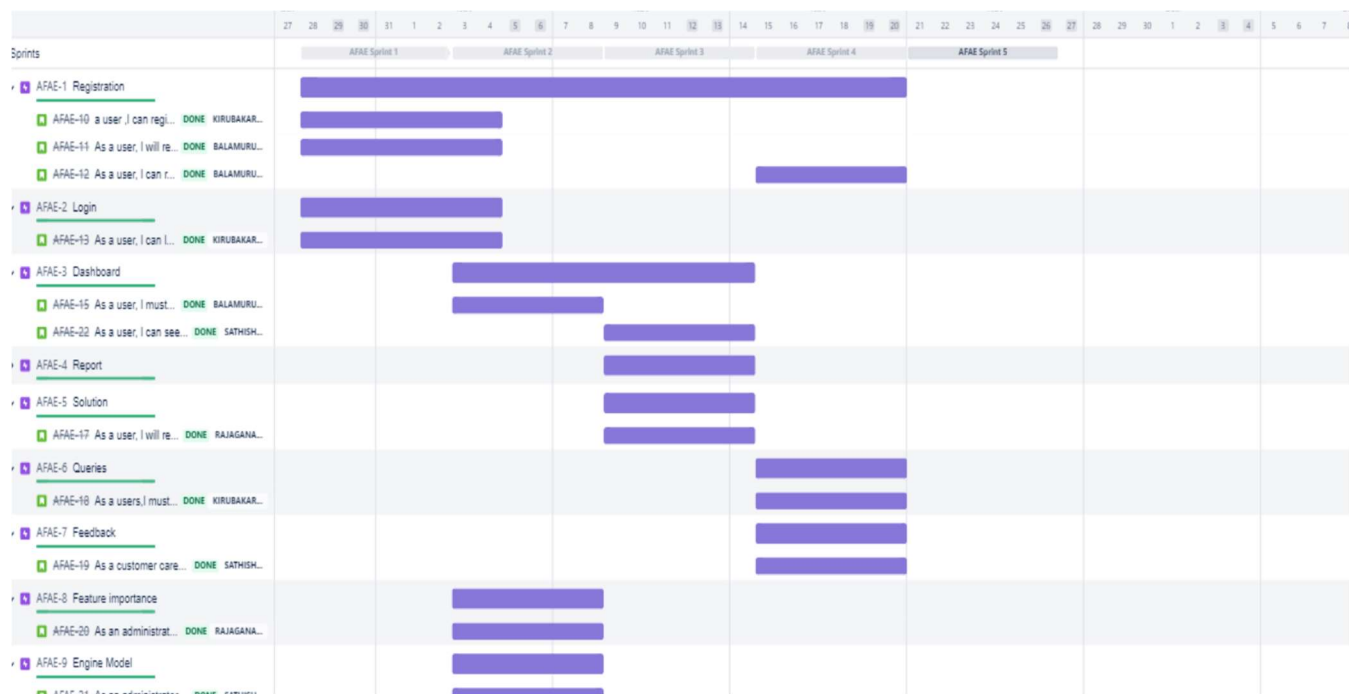 27 28 29 30 31 1 2 3 4 5 6 7 8 9 10 11 12 13 14 15 16 17 18 19 20 21 22 23 24 25 26 27 28 29 30 1 2 3 4 5 6 7 8
Sprints AFAE Sprint 1 AFAE Sprint 2 AFAE Sprint 3 AFAE Sprint 4 AFAE Sprint 5
AFAE-1 Registration
AFAE-10 a user ,I can regi... DONE KIRUBAKAR...
AFAE-11 As a user, I will re... DONE BALAMURU...
AFAE-12 As a user, I can r... DONE BALAMURU...
AFAE-2 Login
AFAE-13 As a user, I can l... DONE KIRUBAKAR...
AFAE-3 Dashboard
AFAE-15 As a user, I must... DONE BALAMURU...
AFAE-22 As a user, I can see... DONE SATHISH...
AFAE-4 Report
AFAE-5 Solution
AFAE-17 As a user, I will re... DONE RAJAGANA...
AFAE-6 Queries
AFAE-18 As a users,I must... DONE KIRUBAKAR...
AFAE-7 Feedback
AFAE-19 As a customer care... DONE SATHISH...
AFAE-8 Feature importance
AFAE-20 As an administrat... DONE RAJAGANA...
AFAE-9 Engine Model